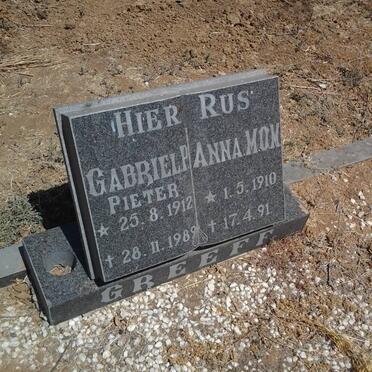 HIER RUS
GABRIEL P.
PIETER
★ 25.8.1912
✝ 28.11.1989
ANNA M.O.M.
★ 1.5.1910
✝ 17.4.91
GREEFF